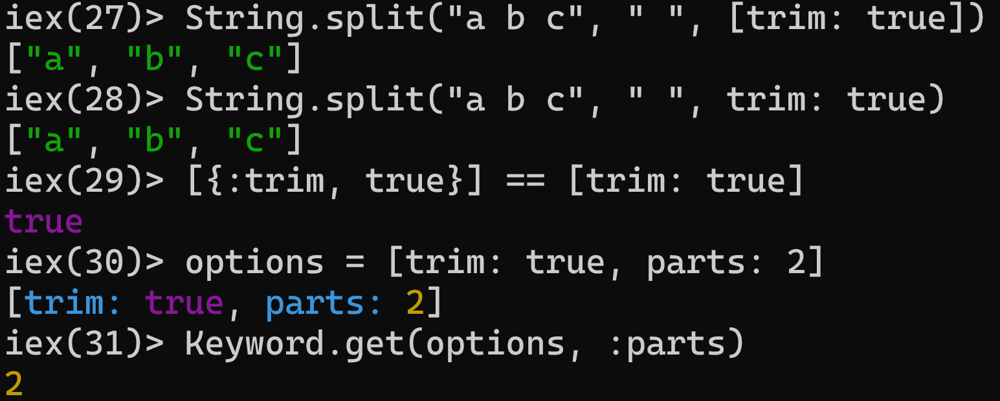 iex(27)> String.split("a b c", " ", [trim: true])
["a", "b", "c"]
iex(28)> String.split("a b c", " ", trim: true)
["a", "b", "c"]
iex(29)> [{:trim, true}] == [trim: true]
true
iex(30)> options = [trim: true, parts: 2]
[trim: true, parts: 2]
iex(31)> Keyword.get(options, :parts)
2